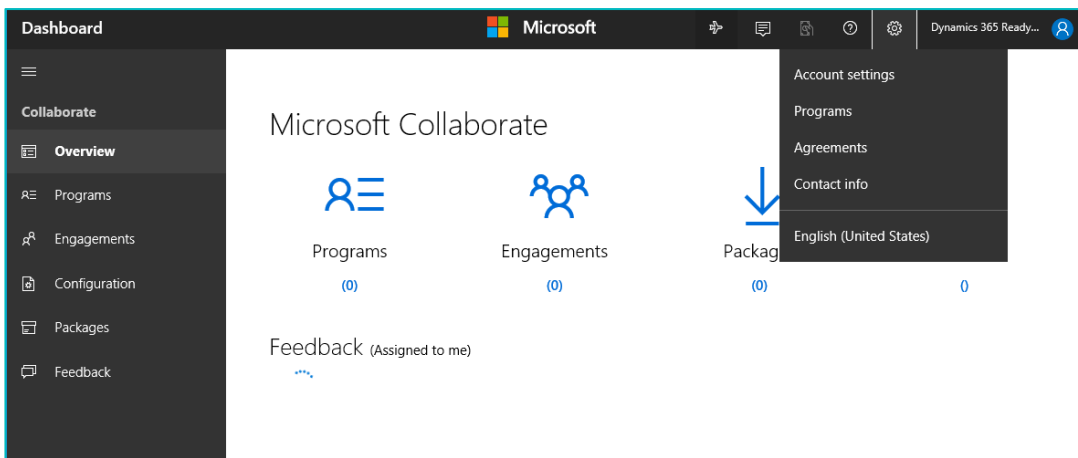 Dashboard
Microsoft
Dynamics 365 Ready...
Collaborate
Overview
Programs
Engagements
Configuration
Packages
Feedback
Account settings
Programs
Agreements
Contact info
English (United States)
Microsoft Collaborate
Programs
Engagements
Packag
(0)
(0)
(0)
()
Feedback (Assigned to me)